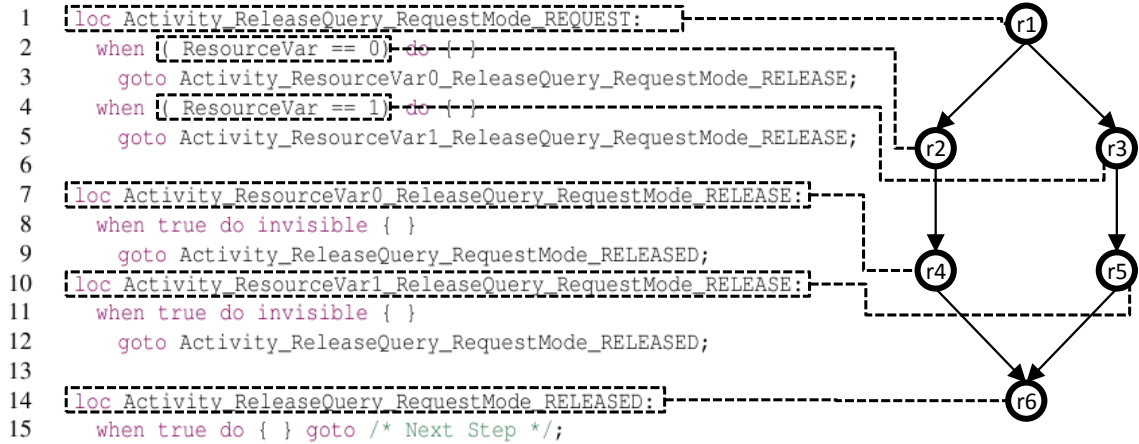 1 loc Activity_ReleaseQuery_RequestMode_REQUEST:
2 when ( ResourceVar == 0) do { }
3 goto Activity_ResourceVar0_ReleaseQuery_RequestMode_RELEASE;
4 when ( ResourceVar == 1) do { }
5 goto Activity_ResourceVar1_ReleaseQuery_RequestMode_RELEASE;
6
7 loc Activity_ResourceVar0_ReleaseQuery_RequestMode_RELEASE:
8 when true do invisible { }
9 goto Activity_ReleaseQuery_RequestMode_RELEASED;
10 loc Activity_ResourceVar1_ReleaseQuery_RequestMode_RELEASE:
11 when true do invisible { }
12 goto Activity_ReleaseQuery_RequestMode_RELEASED;
13
14 loc Activity_ReleaseQuery_RequestMode_RELEASED:
15 when true do { } goto /* Next Step */;
r1
r2
r3
r4
r5
r6